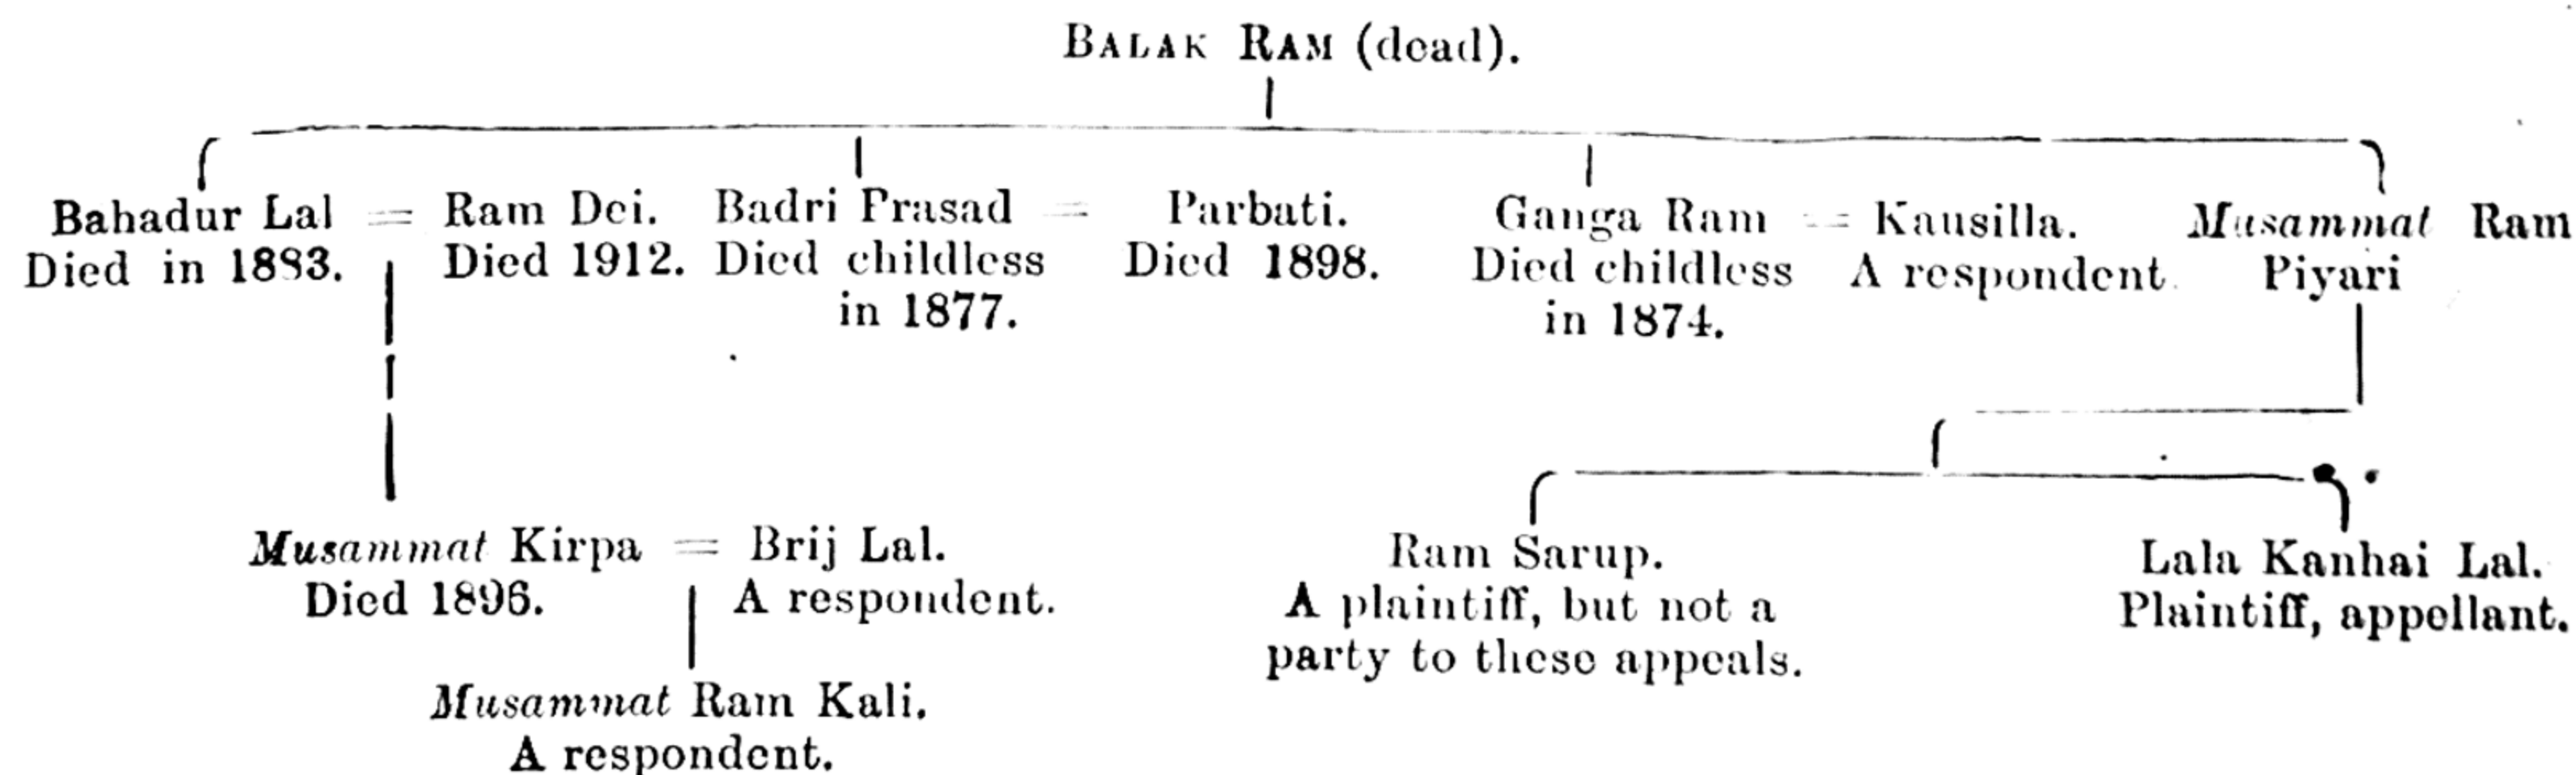 BALAK RAM (dead).
Bahadur Lal = Ram Dei. Badri Prasad = Parbati. Ganga Ram = Kausilla. Musammat Ram
Died in 1883. Died 1912. Died childless Died 1898. Died childless A respondent. Piyari
in 1877. in 1874.
Musammat Kirpa = Brij Lal. Ram Sarup. Lala Kanhai Lal.
Died 1896. A respondent. A plaintiff, but not a Plaintiff, appellant.
party to these appeals.
Musammat Ram Kali.
A respondent.